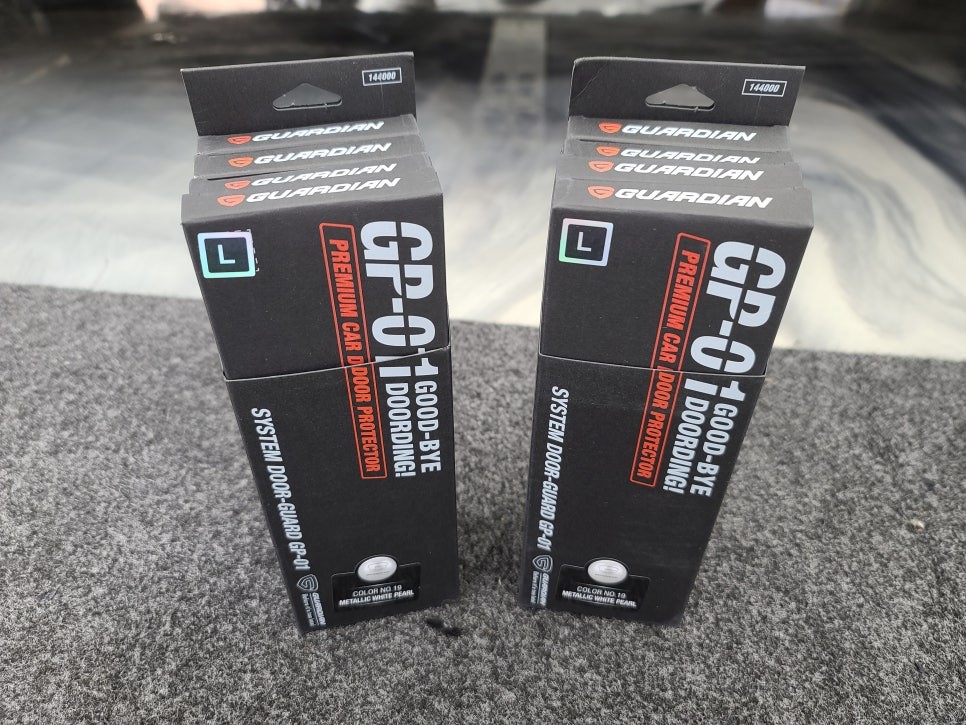 144000
GUARDIAN
GUARDIAN
GUARDIAN
GUARDIAN
L
GP-01
GOOD-BYE
DOORDING!
PREMIUM CAR DOOR PROTECTOR
SYSTEM DOOR-GUARD GP-01
GUARDIAN
COLOR NO.19
METALLIC WHITE PEARL
144000
GUARDIAN
GUARDIAN
GUARDIAN
GUARDIAN
L
GP-01
GOOD-BYE
DOORDING!
PREMIUM CAR DOOR PROTECTOR
SYSTEM DOOR-GUARD GP-01
GUARDIAN
COLOR NO.19
METALLIC WHITE PEARL